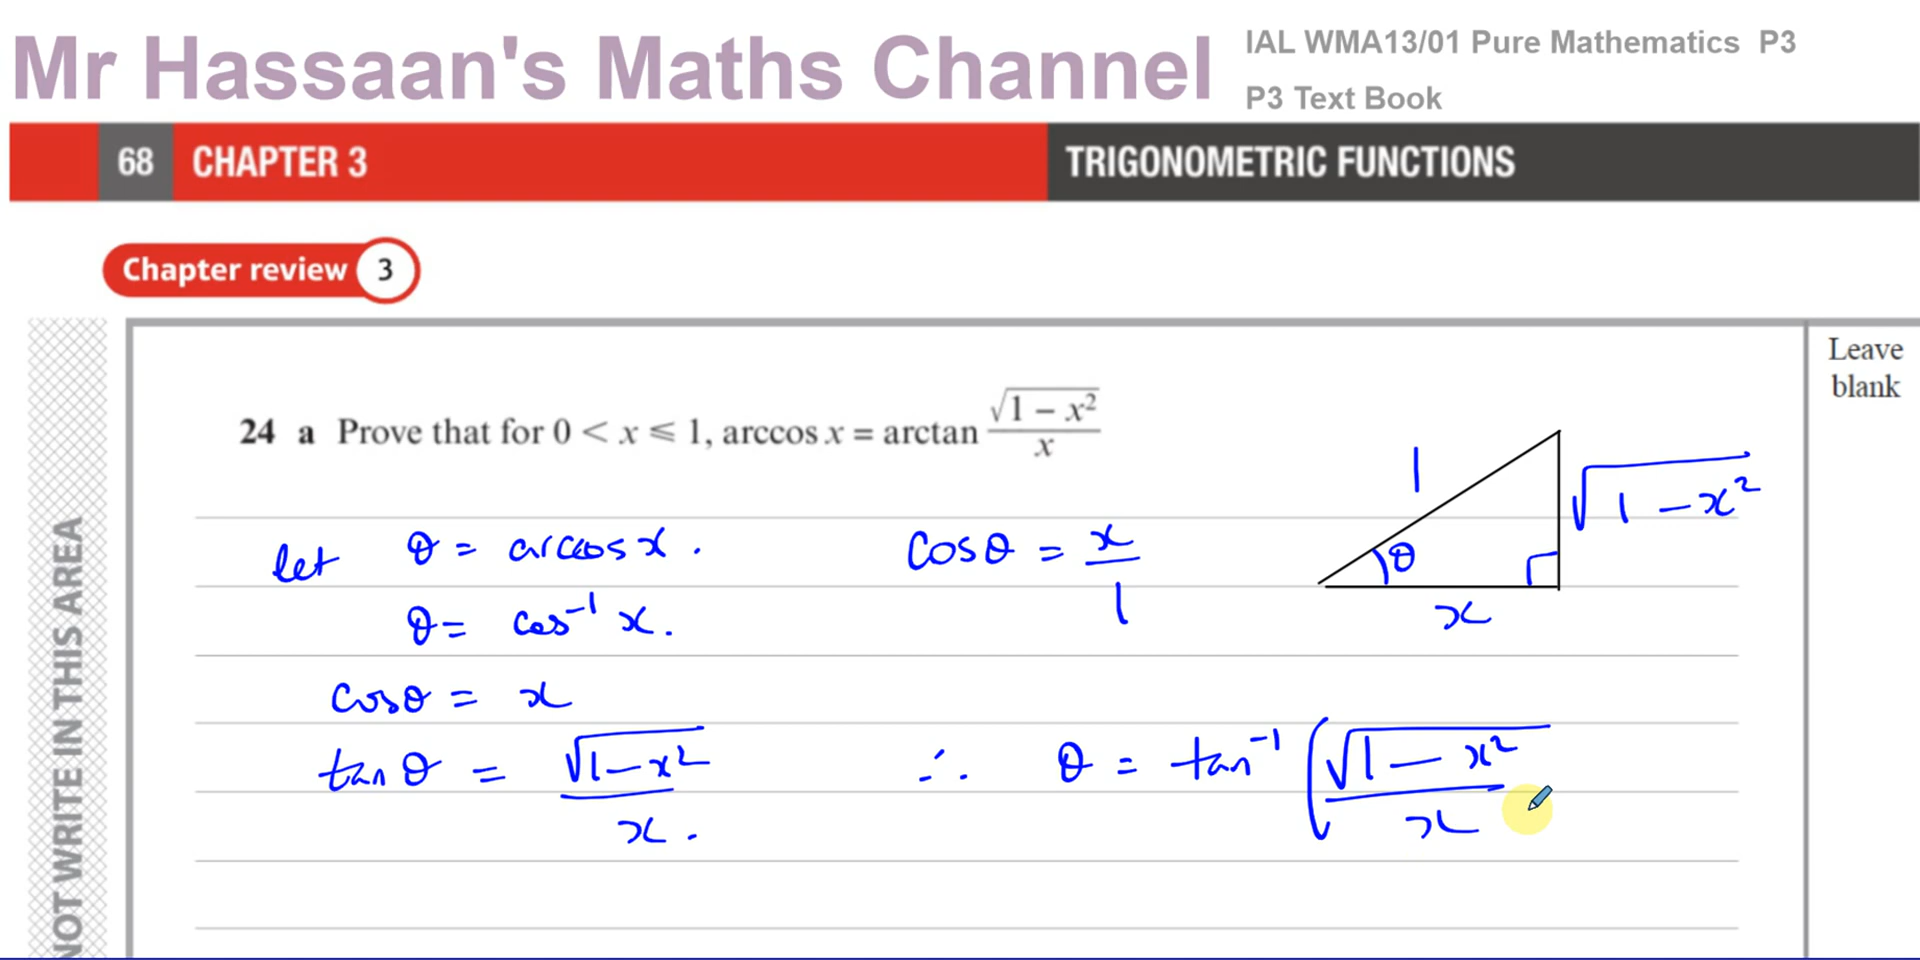 Mr Hassaan's Maths Channel
IAL WMA13/01 Pure Mathematics P3
P3 Text Book
68 CHAPTER 3
TRIGONOMETRIC FUNCTIONS
Chapter review 3
Leave
blank
24 a Prove that for 0 < x ⩽ 1, arccos x = arctan √(1 − x²)/x
let θ = arccos x.
θ = cos⁻¹ x.
cosθ = x
tan θ = √(1−x²)/x.
cosθ = x/1
1
√(1 − x²)
θ
x
∴ θ = tan⁻¹ (√(1 − x²)/x
NOT WRITE IN THIS AREA